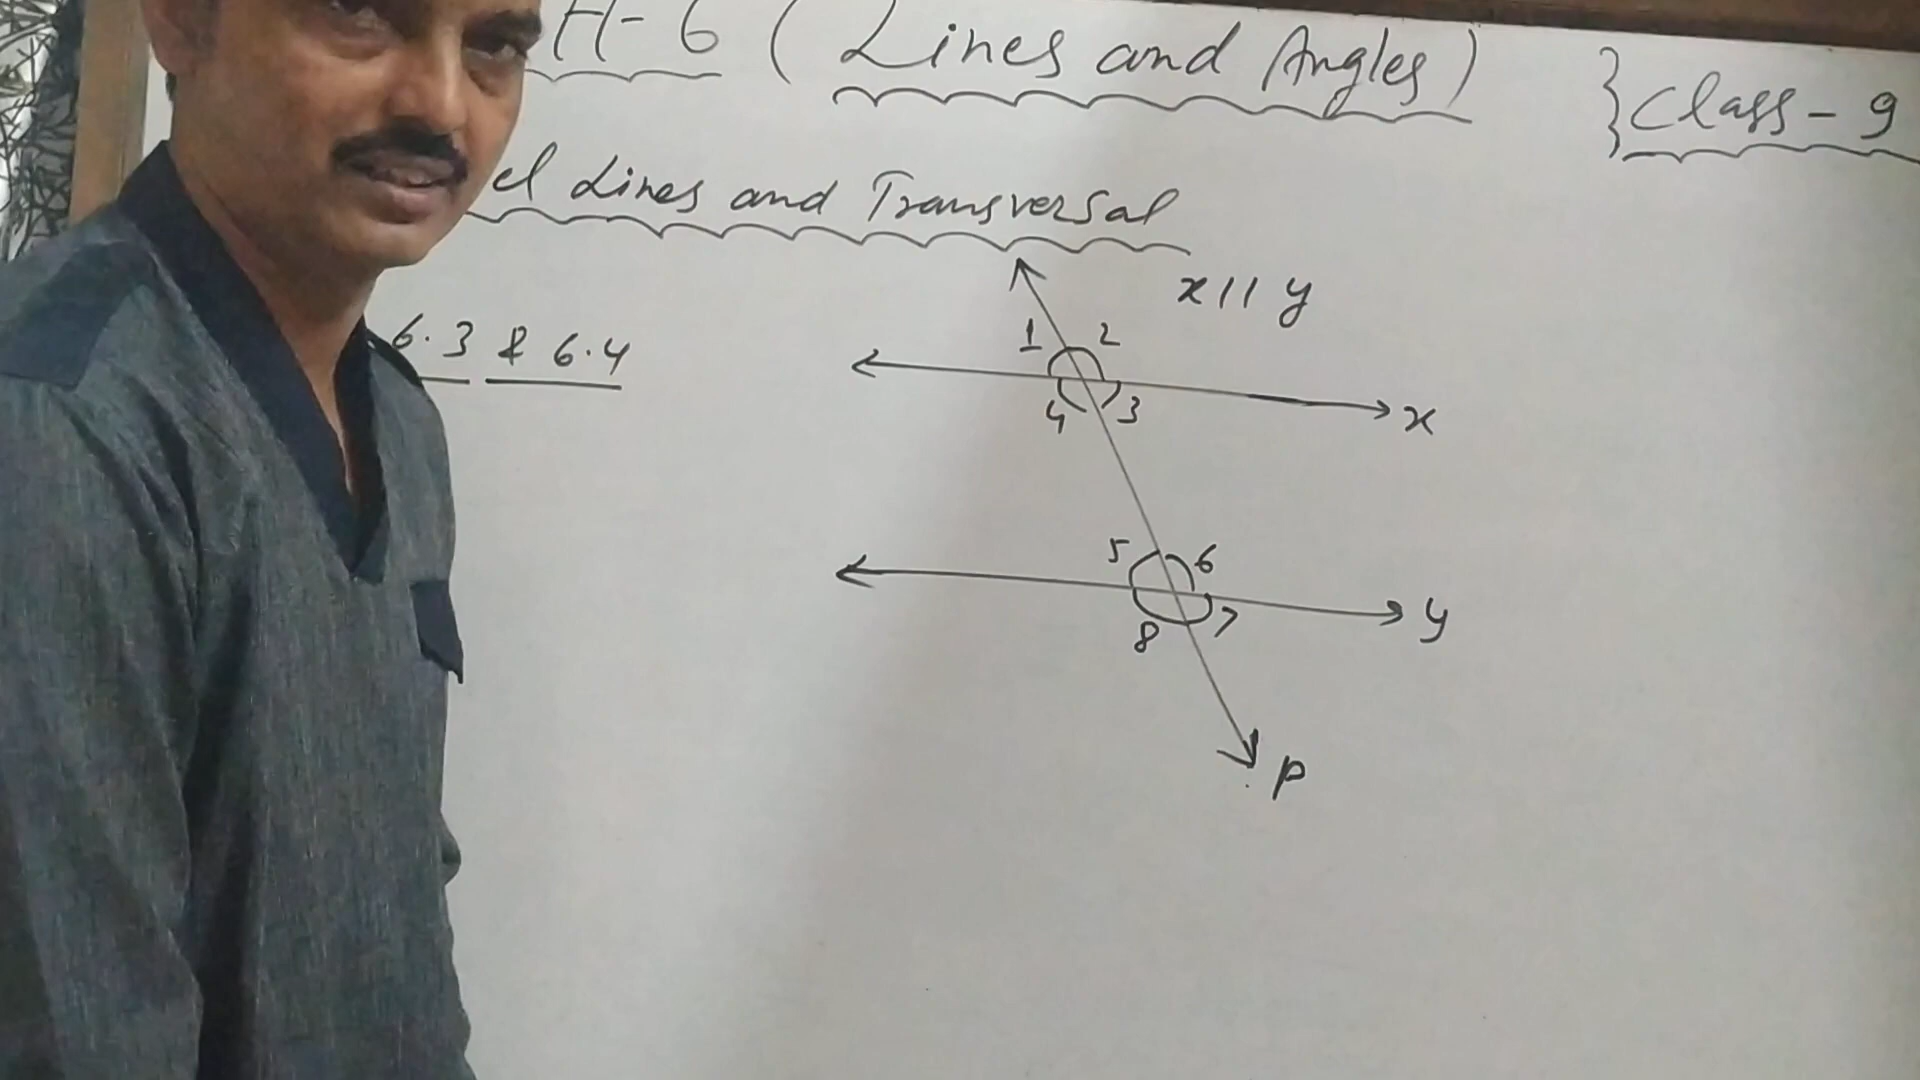 H-6 (Lines and Angles)
} Class - 9
el Lines and Transversal
x || y
6.3 & 6.4
1 2
4 3
x
5 6
8 7
y
p